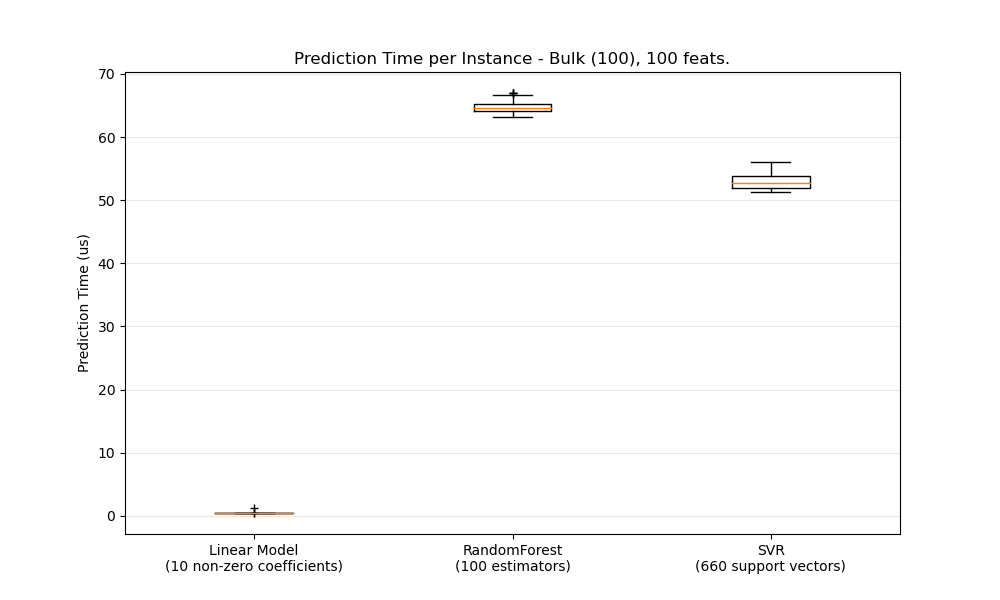 Prediction Time per Instance - Bulk (100), 100 feats.
70
60
50
40
30
20
10
0
Prediction Time (us)
Linear Model
(10 non-zero coefficients)
RandomForest
(100 estimators)
SVR
(660 support vectors)